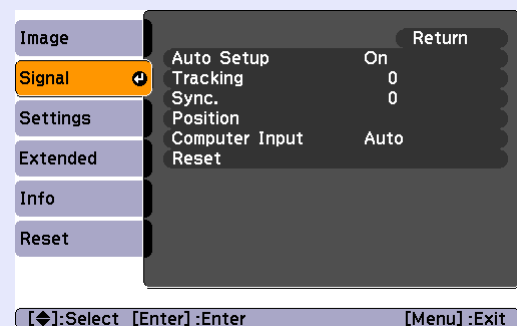 Image
Signal
Settings
Extended
Info
Reset
Return
Auto Setup On
Tracking 0
Sync. 0
Position
Computer Input Auto
Reset
[◆]:Select [Enter]:Enter [Menu]:Exit